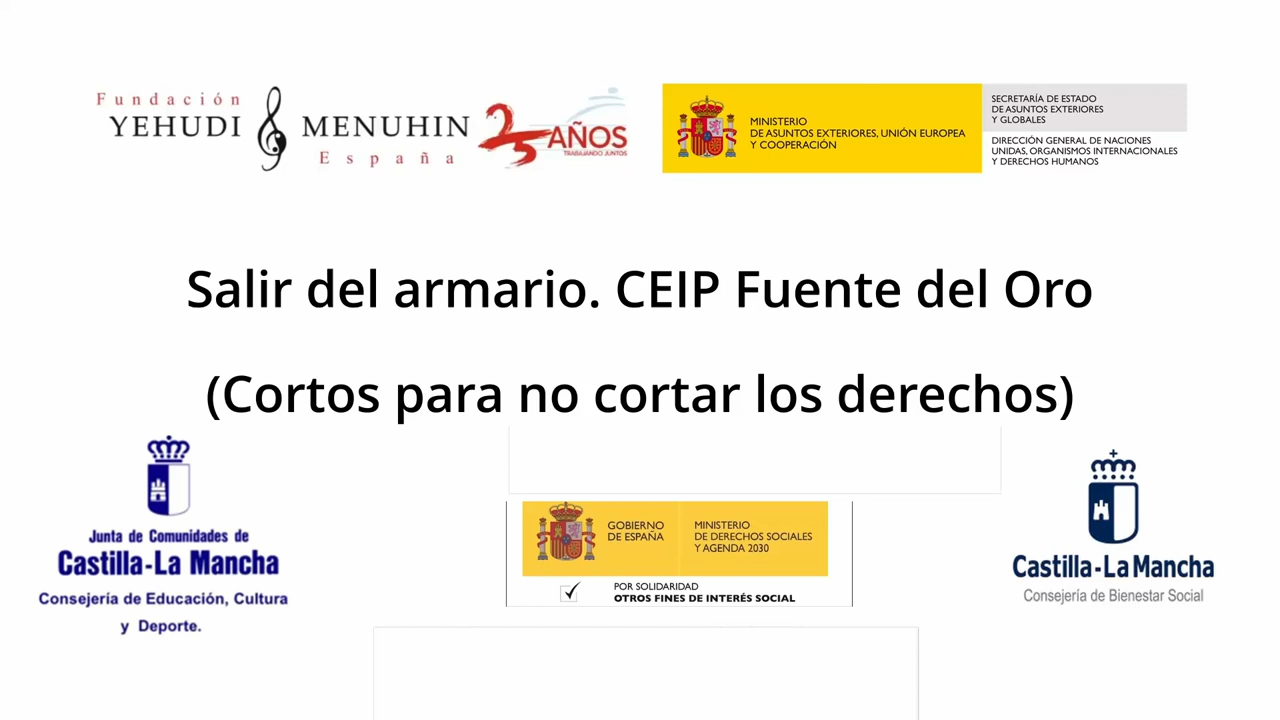 Fundación
YEHUDI MENUHIN
España
25 AÑOS
TRABAJANDO JUNTOS
MINISTERIO
DE ASUNTOS EXTERIORES, UNIÓN EUROPEA
Y COOPERACIÓN
SECRETARÍA DE ESTADO
DE ASUNTOS EXTERIORES
Y GLOBALES
DIRECCIÓN GENERAL DE NACIONES
UNIDAS, ORGANISMOS INTERNACIONALES
Y DERECHOS HUMANOS
Salir del armario. CEIP Fuente del Oro
(Cortos para no cortar los derechos)
Junta de Comunidades de
Castilla-La Mancha
Consejería de Educación, Cultura
y Deporte.
GOBIERNO
DE ESPAÑA
MINISTERIO
DE DERECHOS SOCIALES
Y AGENDA 2030
POR SOLIDARIDAD
OTROS FINES DE INTERÉS SOCIAL
Castilla-La Mancha
Consejería de Bienestar Social